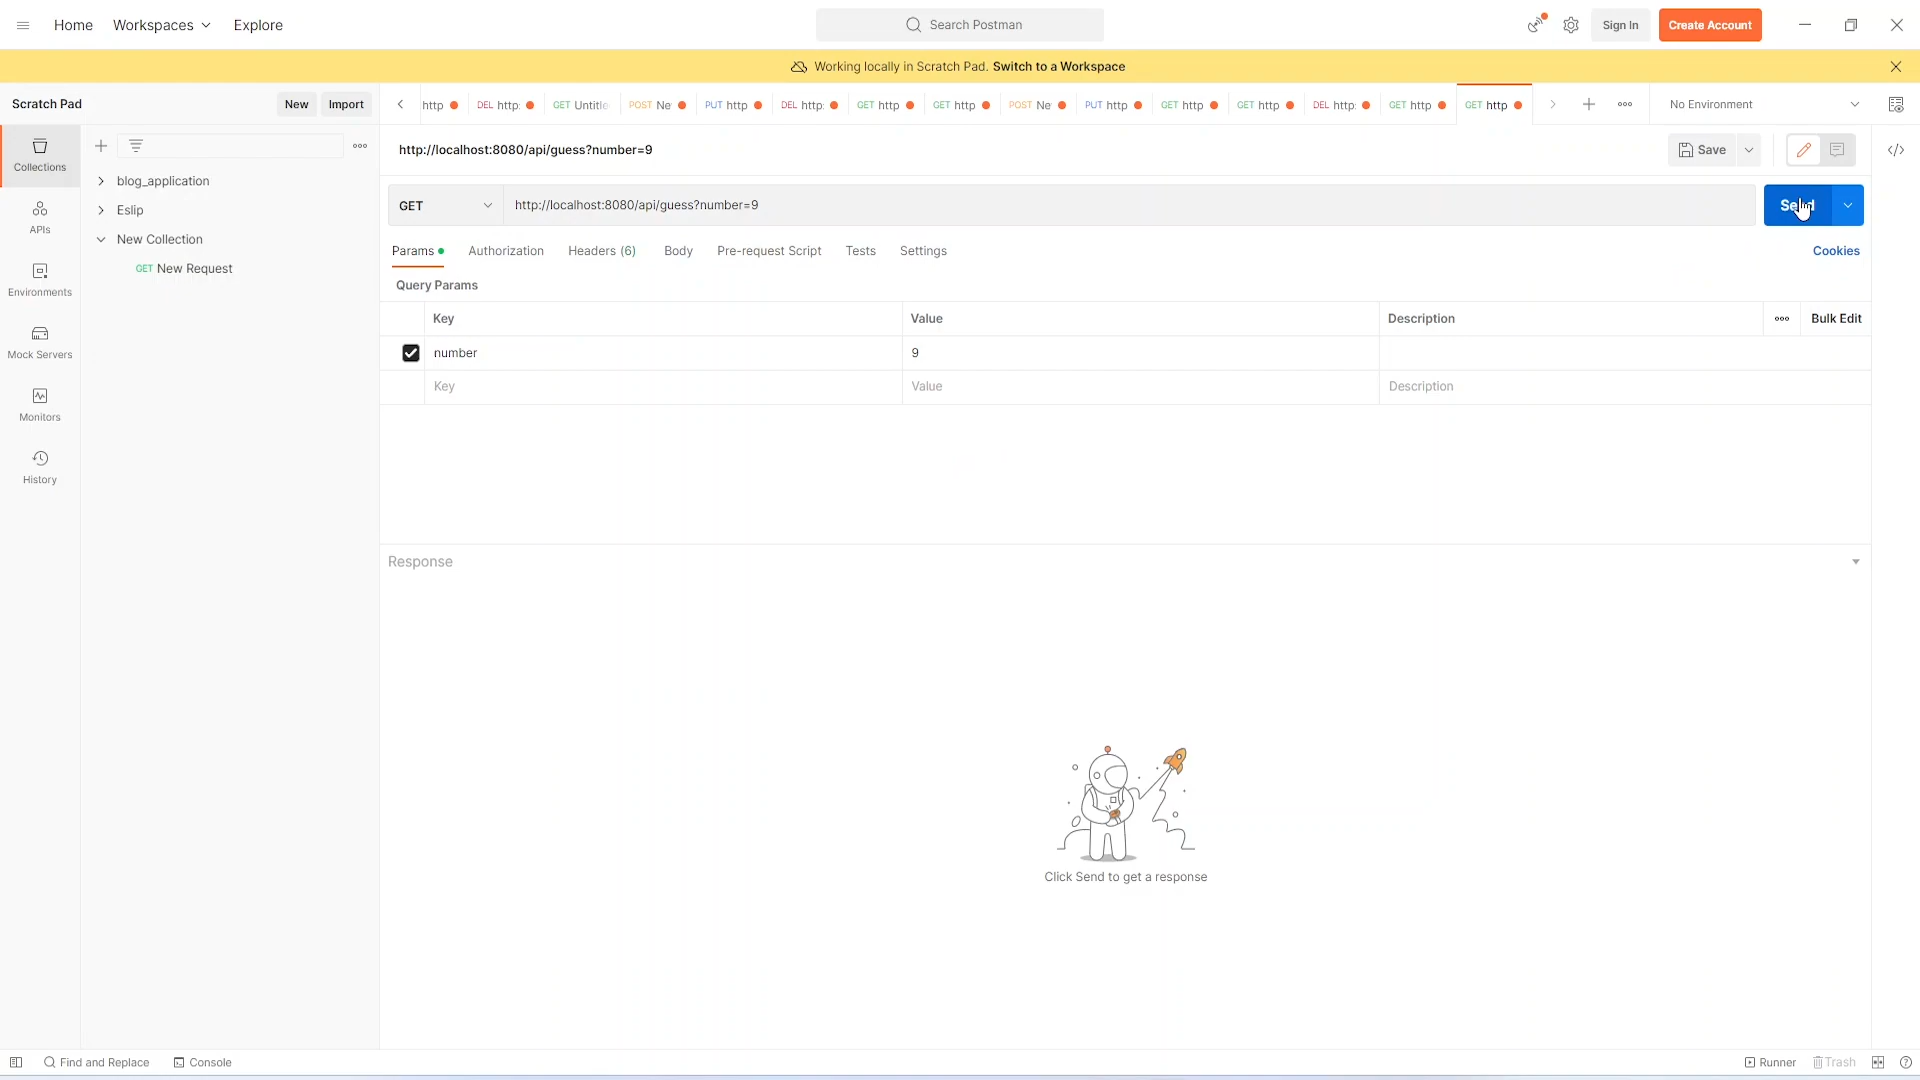 Home Workspaces Explore
Search Postman
Sign In Create Account
Working locally in Scratch Pad. Switch to a Workspace
Scratch Pad New Import
http DEL http: GET Untitle POST Ne PUT http DEL http: GET http GET http POST Ne PUT http GET http GET http DEL http: GET http GET http
No Environment
Collections
APIs
Environments
Mock Servers
Monitors
History
blog_application
Eslip
New Collection
GET New Request
http://localhost:8080/api/guess?number=9
Save
GET http://localhost:8080/api/guess?number=9 Send
Params Authorization Headers (6) Body Pre-request Script Tests Settings Cookies
Query Params
Key Value Description Bulk Edit
number 9
Key Value Description
Response
Click Send to get a response
Find and Replace Console Runner Trash